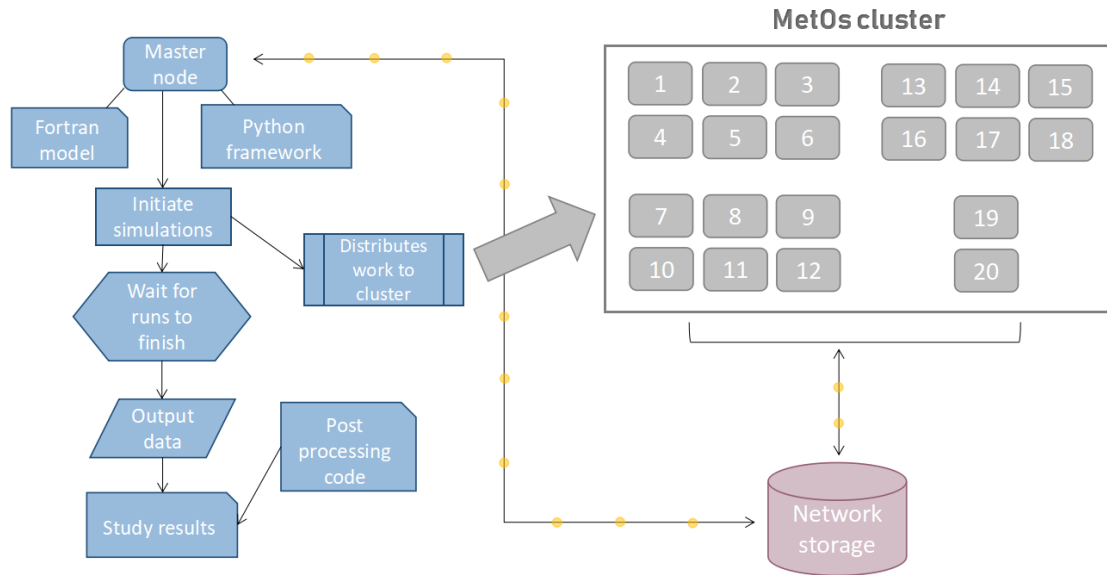 MetOs cluster
Master
node
Fortran
model
Python
framework
Initiate
simulations
Distributes
work to
cluster
Wait for
runs to
finish
Output
data
Post
processing
code
Study results
1 2 3
4 5 6
7 8 9
10 11 12
13 14 15
16 17 18
19
20
Network
storage